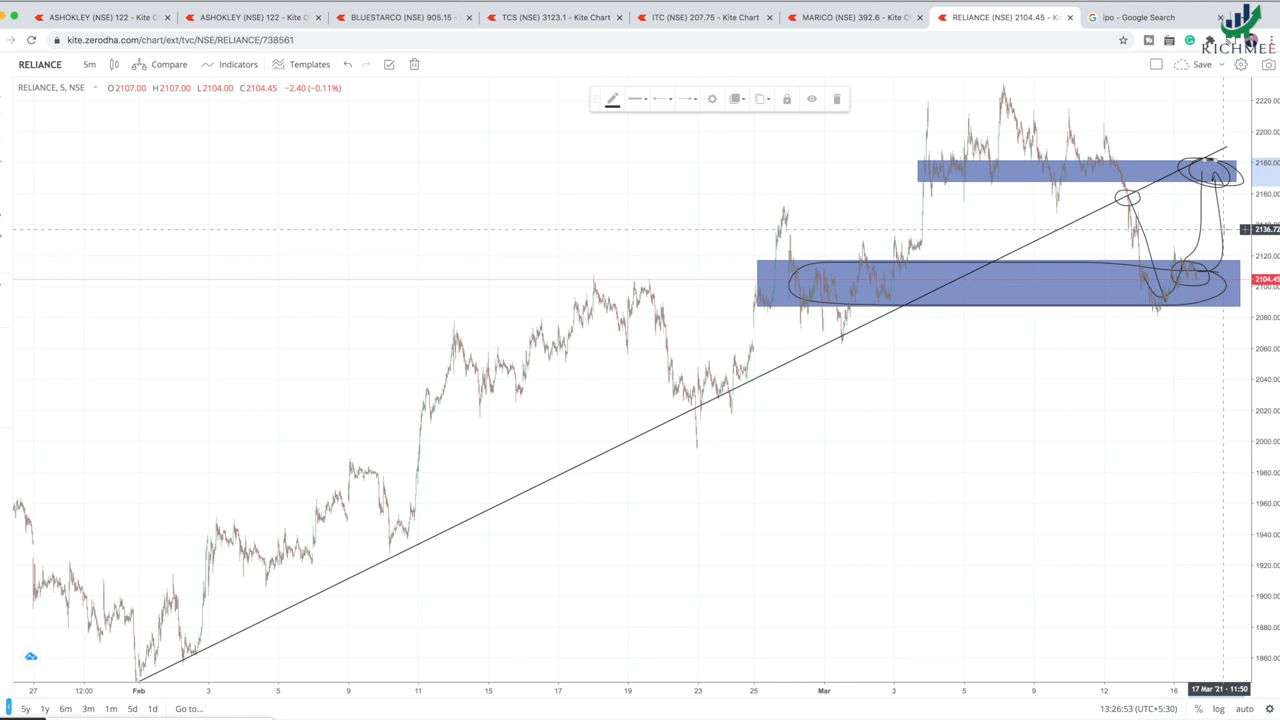 ASHOKLEY (NSE) 122 - Kite C
ASHOKLEY (NSE) 122 - Kite C
BLUESTARCO (NSE) 905.15 -
TCS (NSE) 3123.1 - Kite Chart
ITC (NSE) 207.75 - Kite Chart
MARICO (NSE) 392.6 - Kite C
RELIANCE (NSE) 2104.45 - K
ipo - Google Search
kite.zerodha.com/chart/ext/tvc/NSE/RELIANCE/738561
RICHMEE
RELIANCE 5m Compare Indicators Templates Save
RELIANCE, 5, NSE O2107.00 H2107.00 L2104.00 C2104.45 −2.40 (−0.11%)
2220.00
2200.00
2180.00
2160.00
2136.72
2120.00
2104.45
2100.00
2080.00
2060.00
2040.00
2020.00
2000.00
1980.00
1960.00
1940.00
1920.00
1900.00
1880.00
1860.00
27 12:00 Feb 3 5 9 11 15 17 19 23 25 Mar 3 5 9 12 16 17 Mar '21 - 11:50
5y 1y 6m 3m 1m 5d 1d Go to... 13:26:53 (UTC+5:30) % log auto